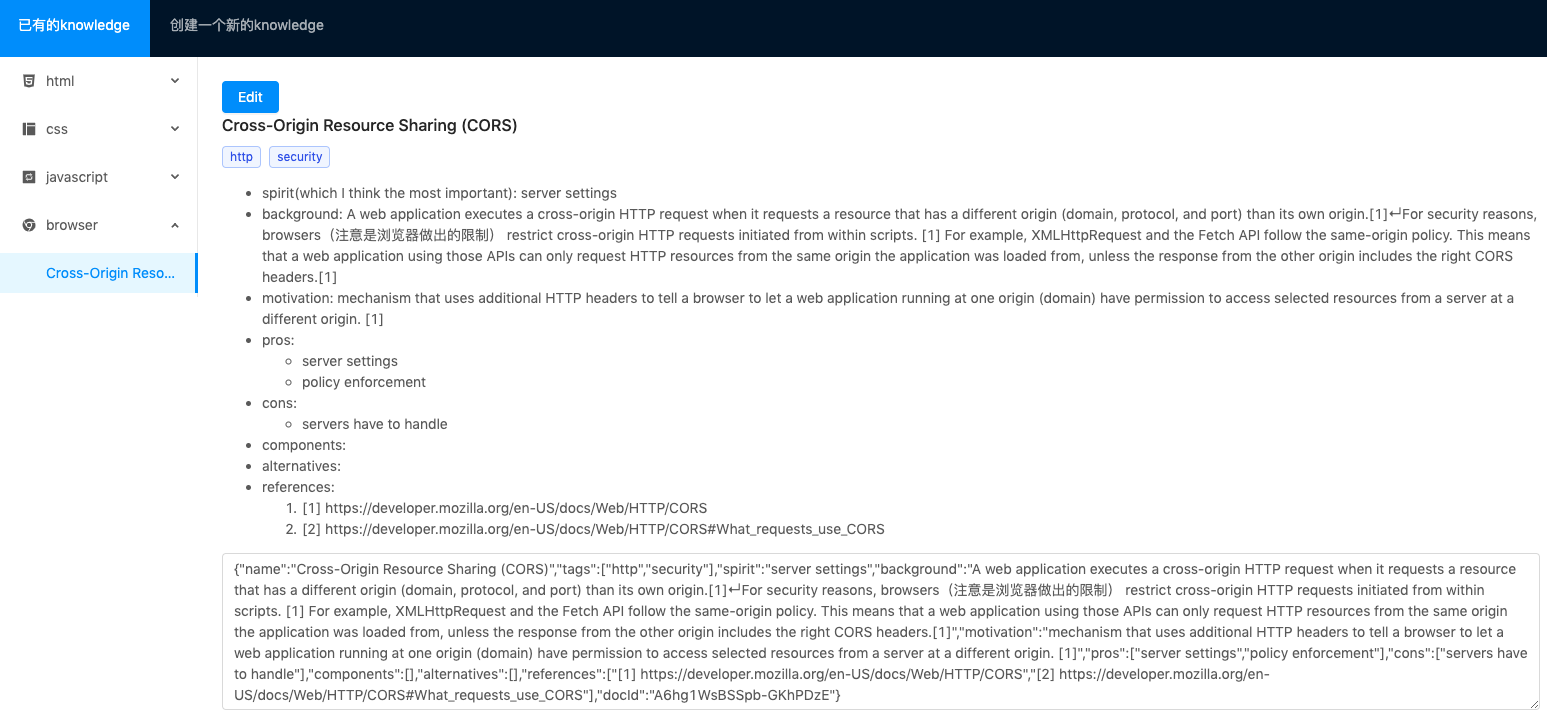 已有的knowledge
创建一个新的knowledge
html
css
javascript
browser
Cross-Origin Reso...
Edit
Cross-Origin Resource Sharing (CORS)
http
security
spirit(which I think the most important): server settings
background: A web application executes a cross-origin HTTP request when it requests a resource that has a different origin (domain, protocol, and port) than its own origin.[1]↵For security reasons,
browsers（注意是浏览器做出的限制） restrict cross-origin HTTP requests initiated from within scripts. [1] For example, XMLHttpRequest and the Fetch API follow the same-origin policy. This means
that a web application using those APIs can only request HTTP resources from the same origin the application was loaded from, unless the response from the other origin includes the right CORS
headers.[1]
motivation: mechanism that uses additional HTTP headers to tell a browser to let a web application running at one origin (domain) have permission to access selected resources from a server at a
different origin. [1]
pros:
server settings
policy enforcement
cons:
servers have to handle
components:
alternatives:
references:
1. [1] https://developer.mozilla.org/en-US/docs/Web/HTTP/CORS
2. [2] https://developer.mozilla.org/en-US/docs/Web/HTTP/CORS#What_requests_use_CORS
{"name":"Cross-Origin Resource Sharing (CORS)","tags":["http","security"],"spirit":"server settings","background":"A web application executes a cross-origin HTTP request when it requests a resource
that has a different origin (domain, protocol, and port) than its own origin.[1]↵For security reasons, browsers（注意是浏览器做出的限制） restrict cross-origin HTTP requests initiated from within
scripts. [1] For example, XMLHttpRequest and the Fetch API follow the same-origin policy. This means that a web application using those APIs can only request HTTP resources from the same origin
the application was loaded from, unless the response from the other origin includes the right CORS headers.[1]","motivation":"mechanism that uses additional HTTP headers to tell a browser to let a
web application running at one origin (domain) have permission to access selected resources from a server at a different origin. [1]","pros":["server settings","policy enforcement"],"cons":["servers have
to handle"],"components":[],"alternatives":[],"references":["[1] https://developer.mozilla.org/en-US/docs/Web/HTTP/CORS","[2] https://developer.mozilla.org/en-
US/docs/Web/HTTP/CORS#What_requests_use_CORS"],"docId":"A6hg1WsBSSpb-GKhPDzE"}